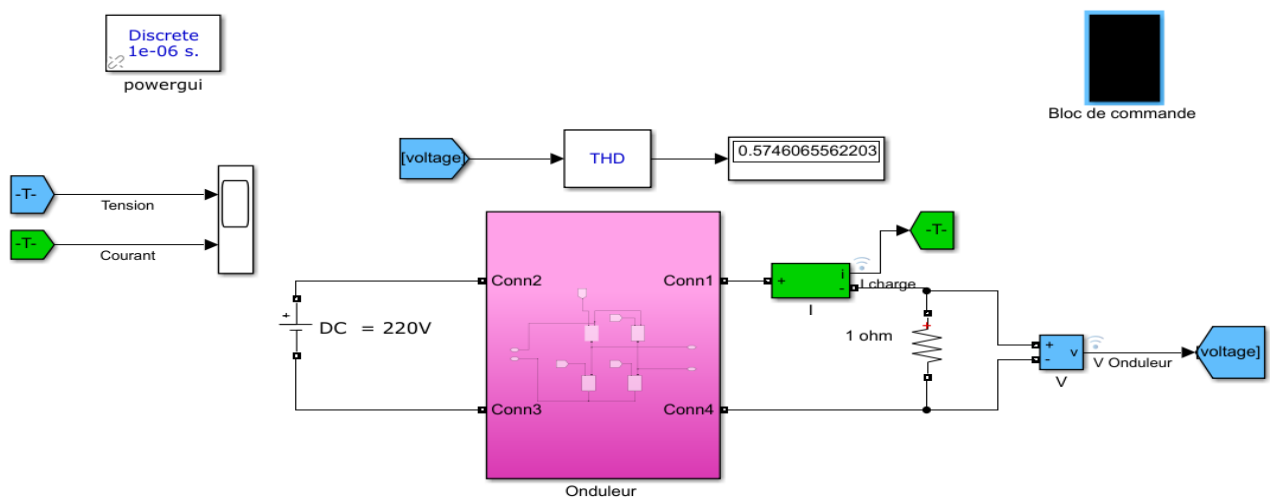 Discrete
1e-06 s.
powergui
Bloc de commande
[voltage]
THD
0.5746065562203
-T-
Tension
-T-
Courant
-T-
Conn2
Conn1
+
i
-
I charge
I
+
DC = 220V
1 ohm
+
+
-
v
V
V Onduleur
[voltage]
Conn3
Conn4
Onduleur